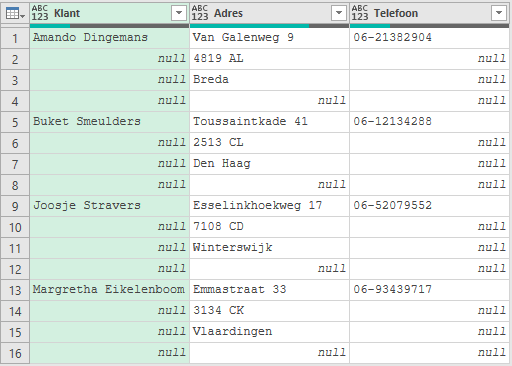 ABC 123 Klant ABC 123 Adres ABC 123 Telefoon
1 Amando Dingemans Van Galenweg 9 06-21382904
2 null 4819 AL null
3 null Breda null
4 null null null
5 Buket Smeulders Toussaintkade 41 06-12134288
6 null 2513 CL null
7 null Den Haag null
8 null null null
9 Joosje Stravers Esselinkhoekweg 17 06-52079552
10 null 7108 CD null
11 null Winterswijk null
12 null null null
13 Margretha Eikelenboom Emmastraat 33 06-93439717
14 null 3134 CK null
15 null Vlaardingen null
16 null null null